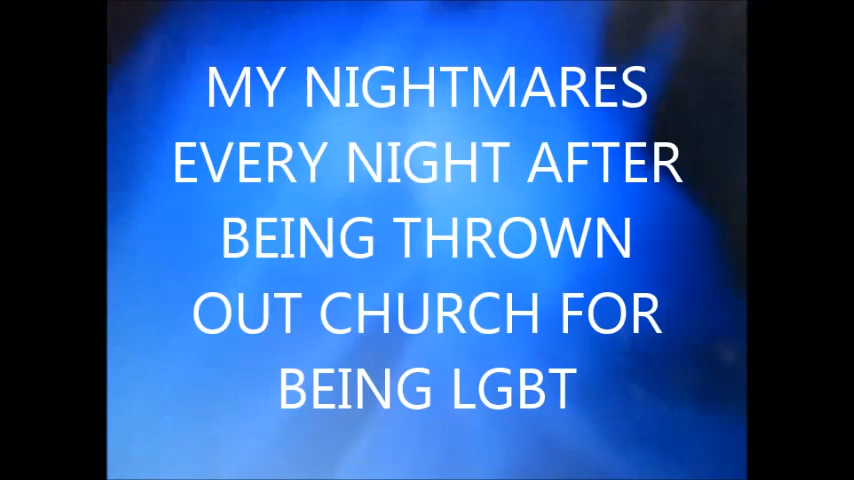 MY NIGHTMARES
EVERY NIGHT AFTER
BEING THROWN
OUT CHURCH FOR
BEING LGBT